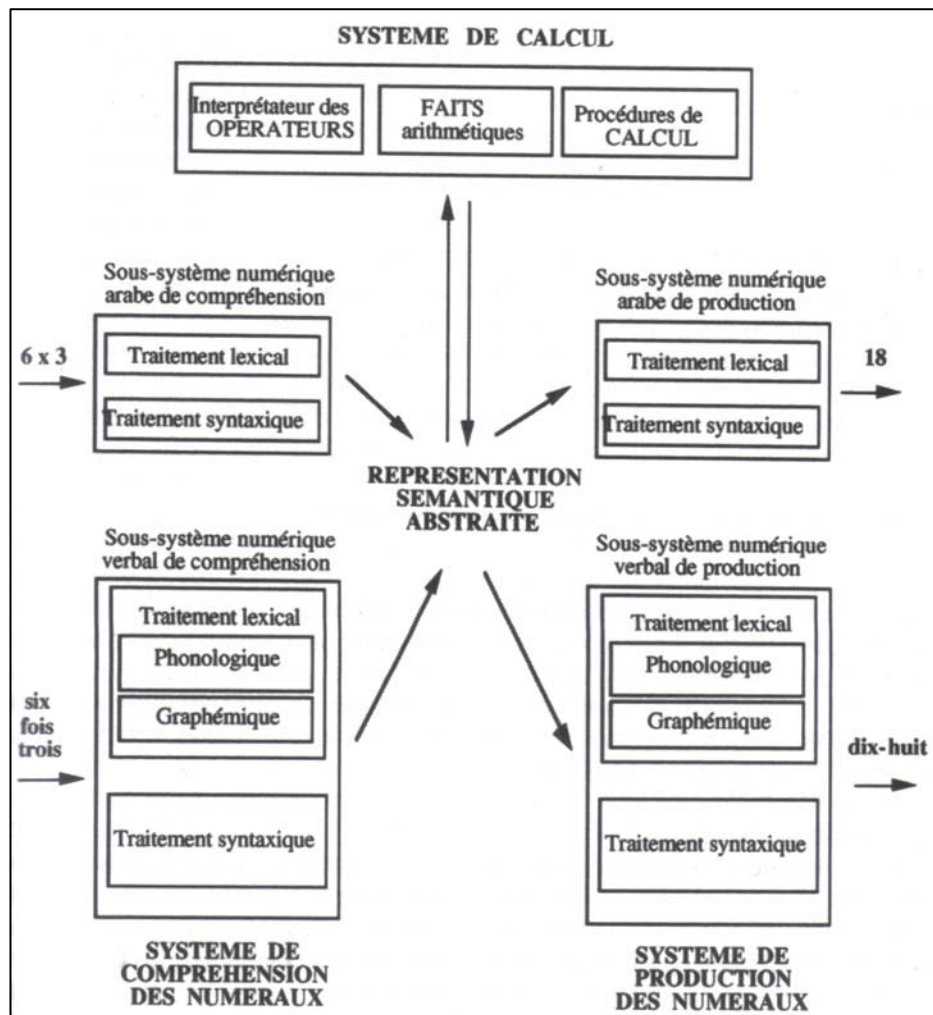 SYSTEME DE CALCUL
Interprétateur des
OPERATEURS
FAITS
arithmétiques
Procédures de
CALCUL
Sous-système numérique
arabe de compréhension
6 x 3
Traitement lexical
Traitement syntaxique
Sous-système numérique
arabe de production
Traitement lexical
Traitement syntaxique
18
REPRESENTATION
SEMANTIQUE
ABSTRAITE
Sous-système numérique
verbal de compréhension
Traitement lexical
Phonologique
Graphémique
six
fois
trois
Traitement syntaxique
Sous-système numérique
verbal de production
Traitement lexical
Phonologique
Graphémique
dix-huit
Traitement syntaxique
SYSTEME DE
COMPREHENSION
DES NUMERAUX
SYSTEME DE
PRODUCTION
DES NUMERAUX